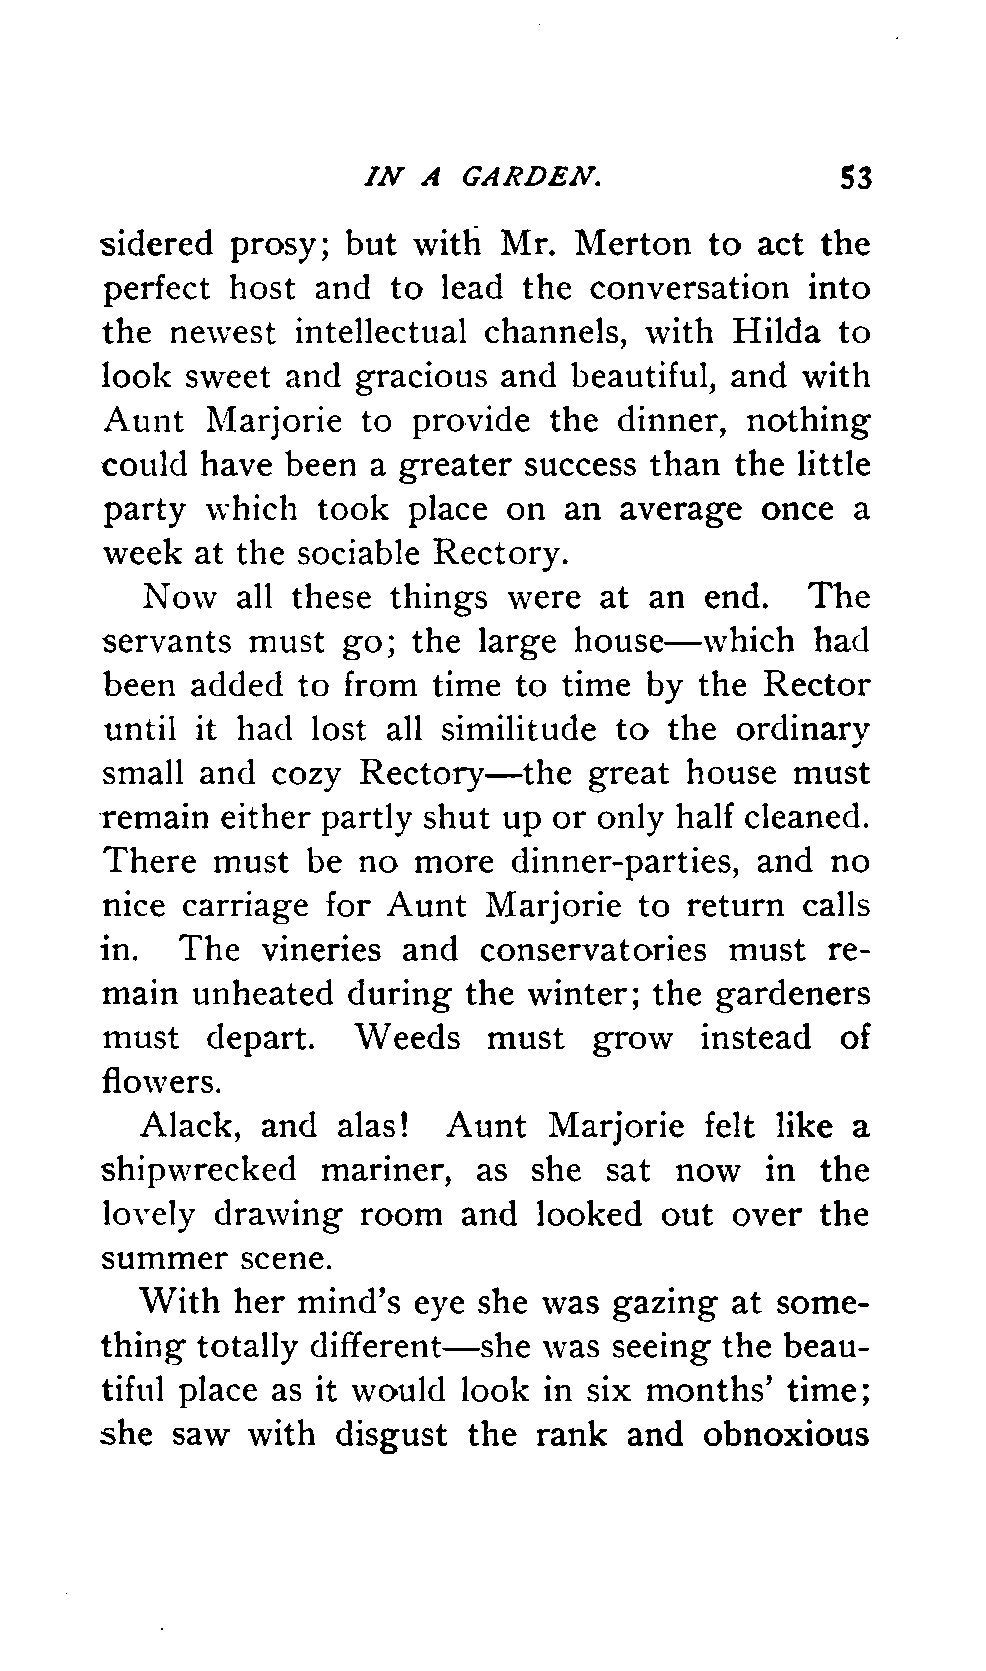 IN A GARDEN. 53
sidered prosy; but with Mr. Merton to act the
perfect host and to lead the conversation into
the newest intellectual channels, with Hilda to
look sweet and gracious and beautiful, and with
Aunt Marjorie to provide the dinner, nothing
could have been a greater success than the little
party which took place on an average once a
week at the sociable Rectory.
Now all these things were at an end. The
servants must go; the large house—which had
been added to from time to time by the Rector
until it had lost all similitude to the ordinary
small and cozy Rectory—the great house must
remain either partly shut up or only half cleaned.
There must be no more dinner-parties, and no
nice carriage for Aunt Marjorie to return calls
in. The vineries and conservatories must re-
main unheated during the winter; the gardeners
must depart. Weeds must grow instead of
flowers.
Alack, and alas! Aunt Marjorie felt like a
shipwrecked mariner, as she sat now in the
lovely drawing room and looked out over the
summer scene.
With her mind's eye she was gazing at some-
thing totally different—she was seeing the beau-
tiful place as it would look in six months' time;
she saw with disgust the rank and obnoxious